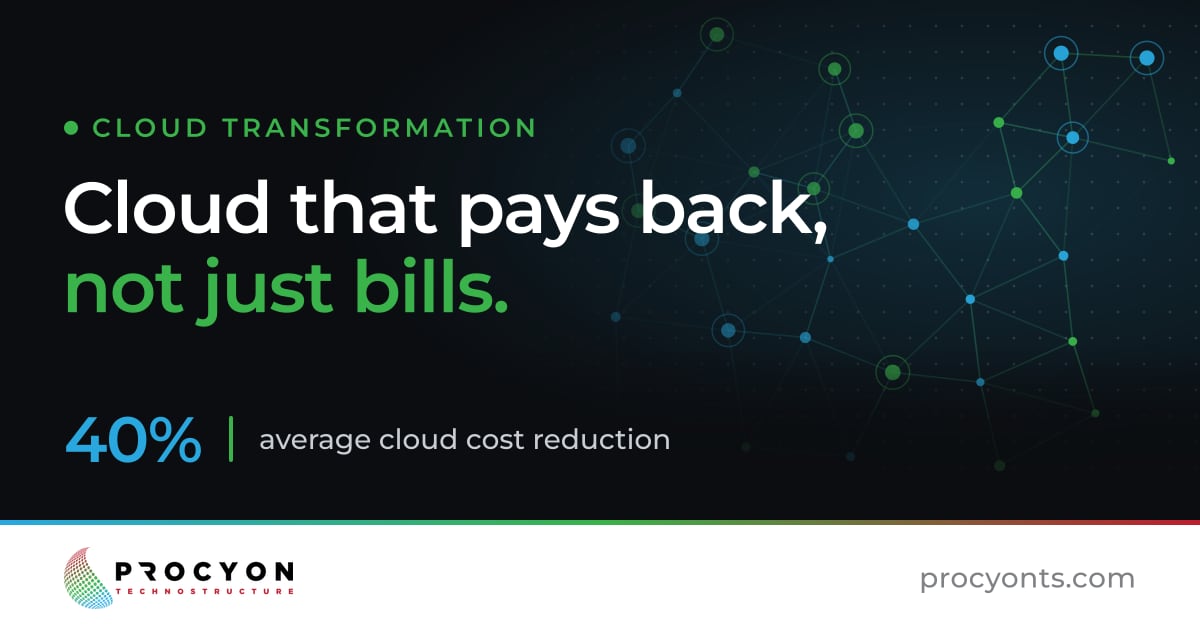 CLOUD TRANSFORMATION
Cloud that pays back,
not just bills.
40% average cloud cost reduction
PROCYON
TECHNOSTRUCTURE
procyonts.com